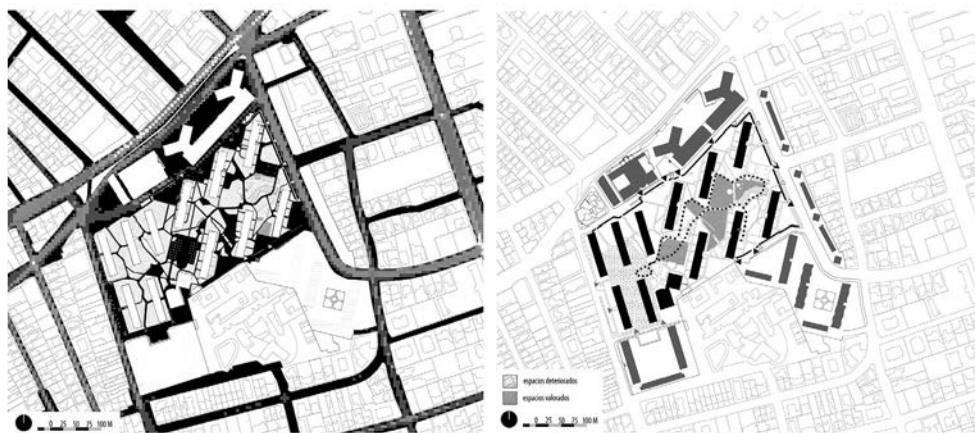 0 25 50 75 100 M
espacios deteriorados
espacios valorados
0 25 50 75 100 M